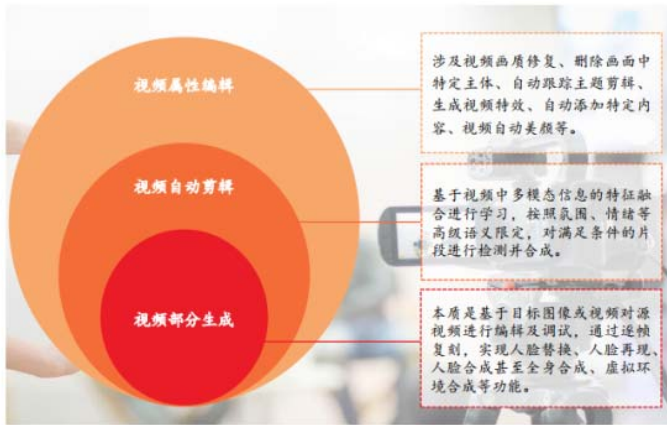 视频属性编辑
涉及视频画质修复、删除画面中
特定主体、自动跟踪主题剪辑、
生成视频特效、自动添加特定内
容、视频自动美颜等。
视频自动剪辑
基于视频中多模态信息的特征融
合进行学习，按照氛围、情绪等
高级语义限定，对满足条件的片
段进行检测并合成。
视频部分生成
本质是基于目标图像或视频对源
视频进行编辑及调试，通过逐帧
复刻，实现人脸替换、人脸再现、
人脸合成甚至全身合成、虚拟环
境合成等功能。